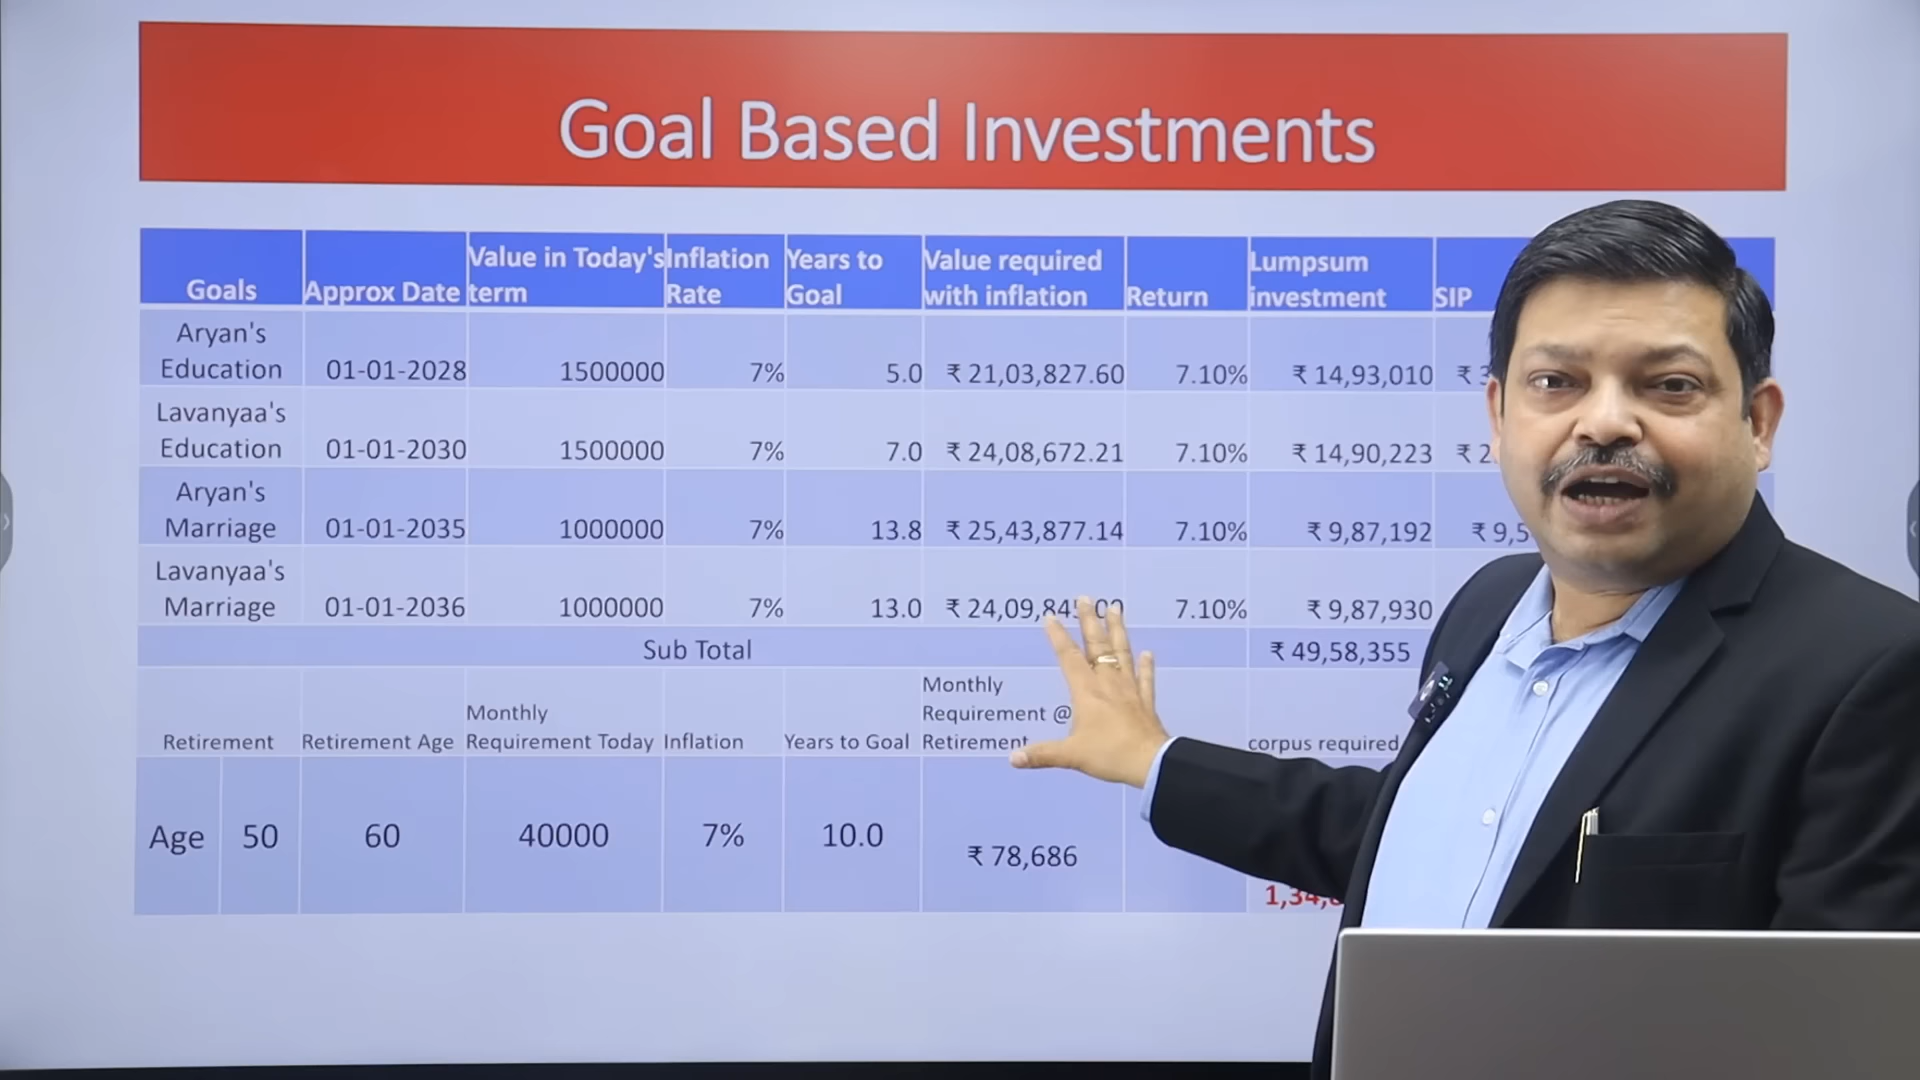 Goal Based Investments
Goals Approx Date Value in Today's term Inflation Rate Years to Goal Value required with inflation Return Lumpsum investment SIP
Aryan's Education 01-01-2028 1500000 7% 5.0 ₹ 21,03,827.60 7.10% ₹ 14,93,010 ₹
Lavanyaa's Education 01-01-2030 1500000 7% 7.0 ₹ 24,08,672.21 7.10% ₹ 14,90,223 ₹
Aryan's Marriage 01-01-2035 1000000 7% 13.8 ₹ 25,43,877.14 7.10% ₹ 9,87,192 ₹
Lavanyaa's Marriage 01-01-2036 1000000 7% 13.0 ₹ 7.10% ₹ 9,87,930
Sub Total ₹ 49,58,355
Retirement Retirement Age Monthly Requirement Today Inflation Years to Goal Monthly Requirement @ Retirement corpus required
Age 50 60 40000 7% 10.0 ₹ 78,686